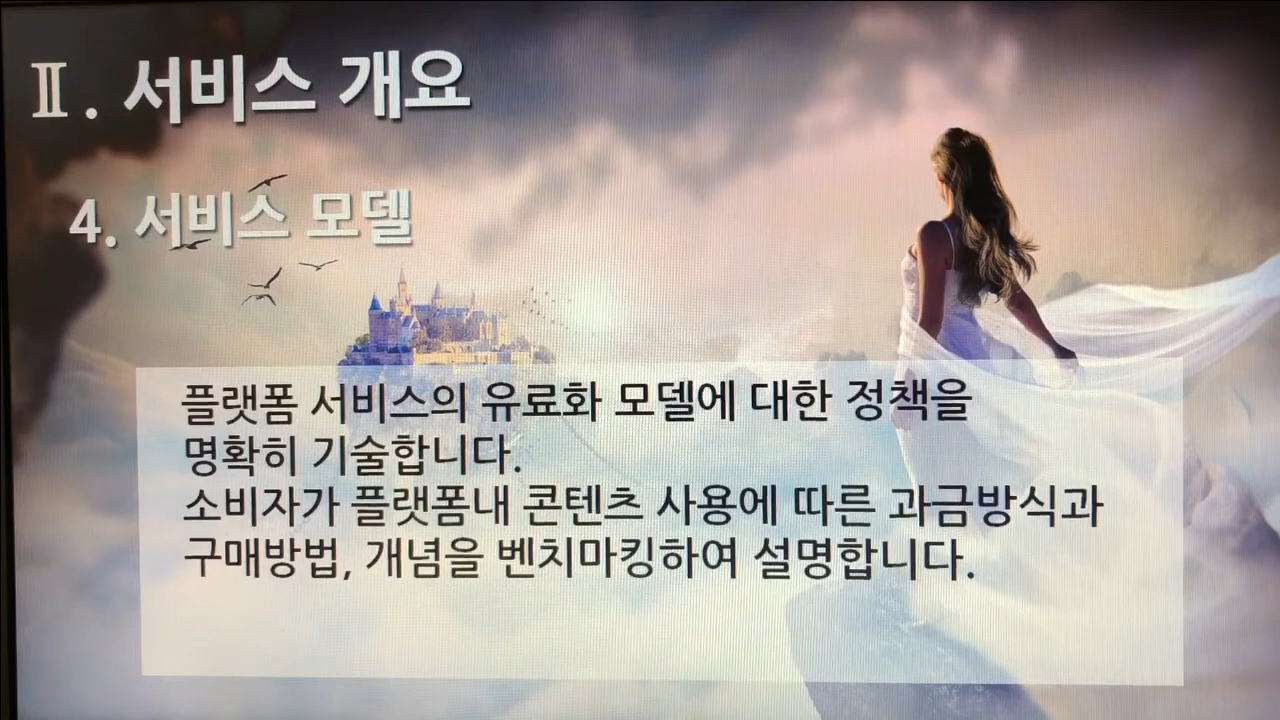 Ⅱ. 서비스 개요
4. 서비스 모델
플랫폼 서비스의 유료화 모델에 대한 정책을
명확히 기술합니다.
소비자가 플랫폼내 콘텐츠 사용에 따른 과금방식과
구매방법, 개념을 벤치마킹하여 설명합니다.